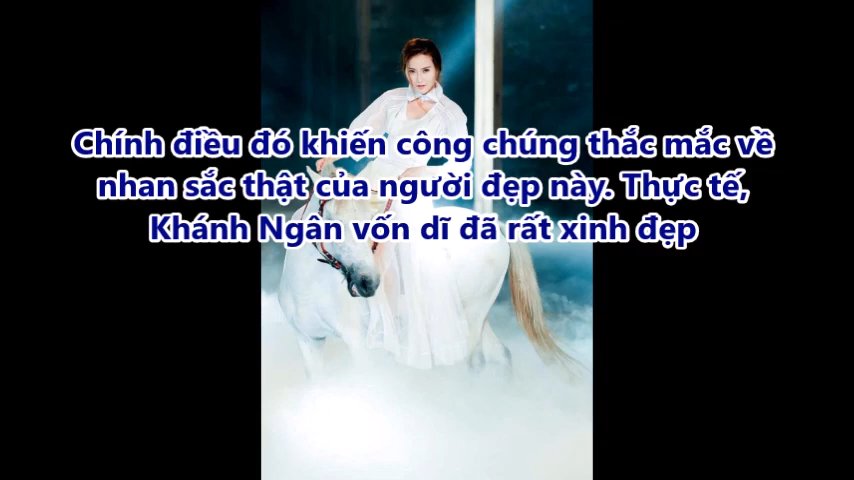 Chính điều đó khiến công chúng thắc mắc về
nhan sắc thật của người đẹp này. Thực tế,
Khánh Ngân vốn dĩ đã rất xinh đẹp